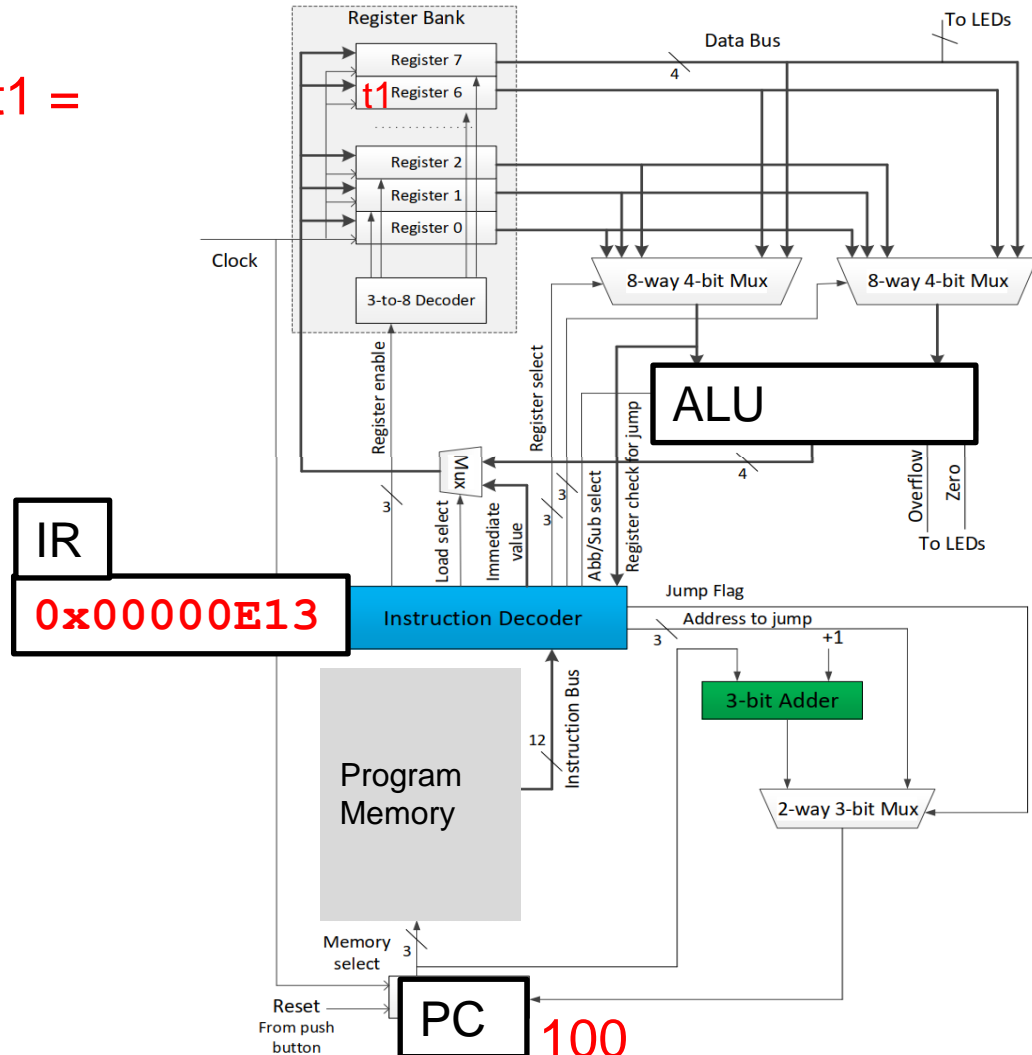 Register Bank
To LEDs
Data Bus
4
t1 =
Register 7
t1
Register 6
Register 2
Register 1
Register 0
Clock
3-to-8 Decoder
8-way 4-bit Mux
8-way 4-bit Mux
Register enable
Register select
ALU
Mux
3
Load select
Immediate
value
3
3
Abb/Sub select
Register check for jump
4
Overflow
Zero
To LEDs
IR
0x00000E13
Instruction Decoder
Jump Flag
Address to jump
3
+1
3-bit Adder
Program
Memory
12
Instruction Bus
2-way 3-bit Mux
Memory
select
3
Reset
From push
button
PC
100